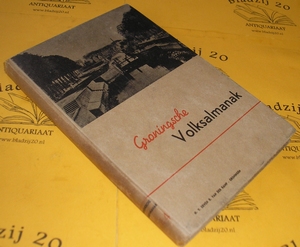 Bladzij 20
ANTIQUARIAAT
www.bladzij20.nl
Groningsche
Volksalmanak